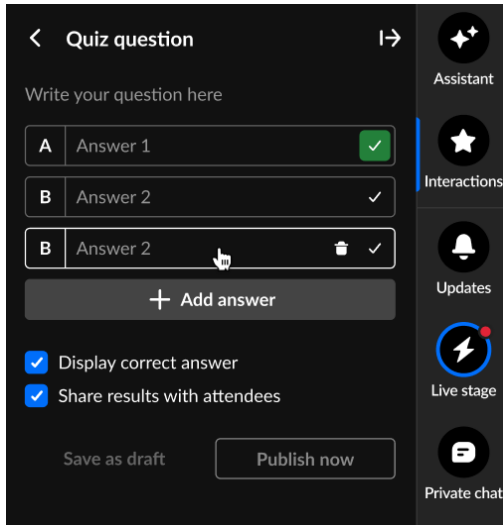 Quiz question
Write your question here
A Answer 1
B Answer 2
B Answer 2
Add answer
Display correct answer
Share results with attendees
Save as draft Publish now
Assistant
Interactions
Updates
Live stage
Private chat